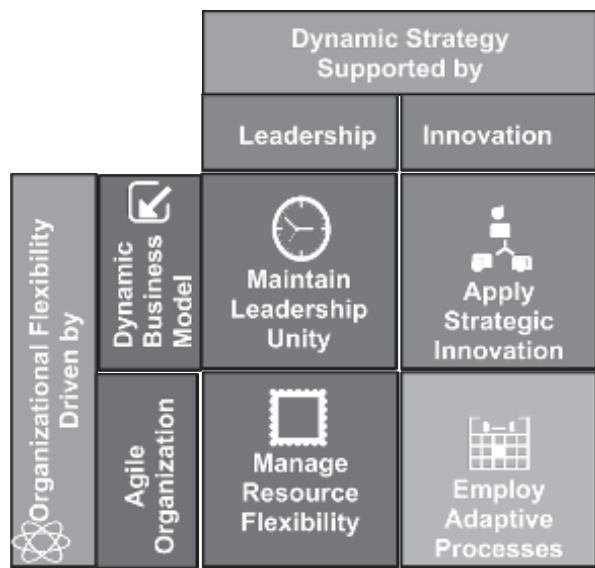 Dynamic Strategy
Supported by
Leadership
Innovation
Organizational Flexibility
Driven by
Dynamic
Business
Model
Maintain
Leadership
Unity
Apply
Strategic
Innovation
Agile
Organization
Manage
Resource
Flexibility
Employ
Adaptive
Processes